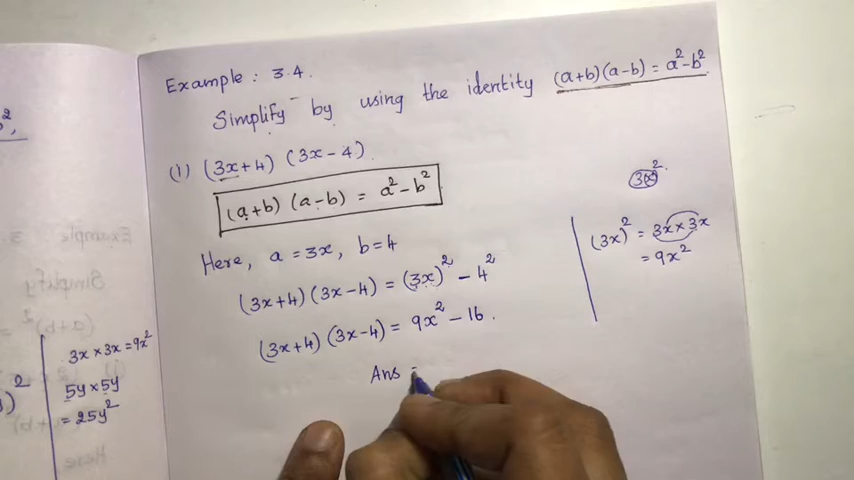 Example : 3.4.
Simplify by using the identity (a+b)(a-b) = a²-b²
(1) (3x+4) (3x-4)
(a+b) (a-b) = a²-b²
Here, a = 3x, b=4
(3x+4) (3x-4) = (3x)² - 4²
(3x+4) (3x-4) = 9x² - 16.
Ans :
(3x)² = 3x×3x
= 9x²
3x × 3x = 9x²
5y × 5y
= 25y²